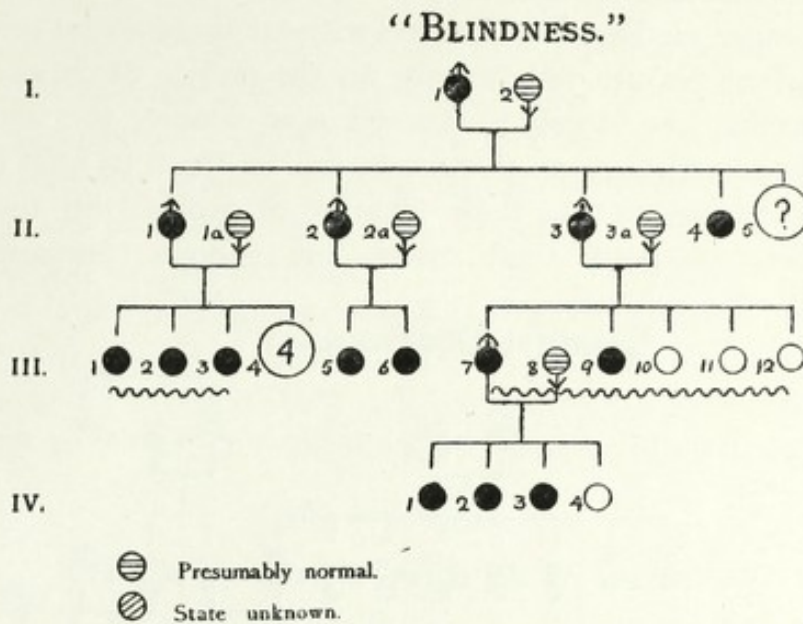 "BLINDNESS."
I.
1 2
II.
1 1a 2 2a 3 3a 4 5 ?
III.
1 2 3 4 4 5 6 7 8 9 10 11 12
IV.
1 2 3 4
Presumably normal.
State unknown.